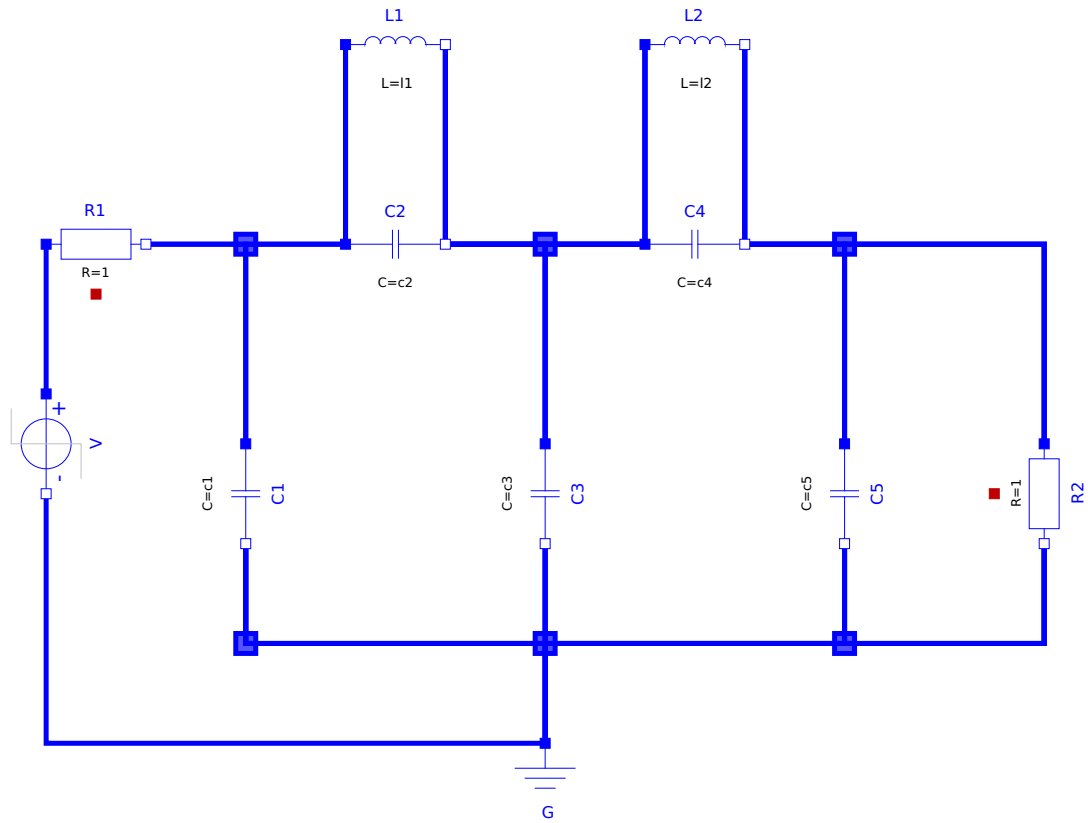 L1
L2
L=l1
L=l2
R1
C2
C4
R=1
C=c2
C=c4
+
V
-
C=c1
C1
C=c3
C3
C=c5
C5
R=1
R2
G